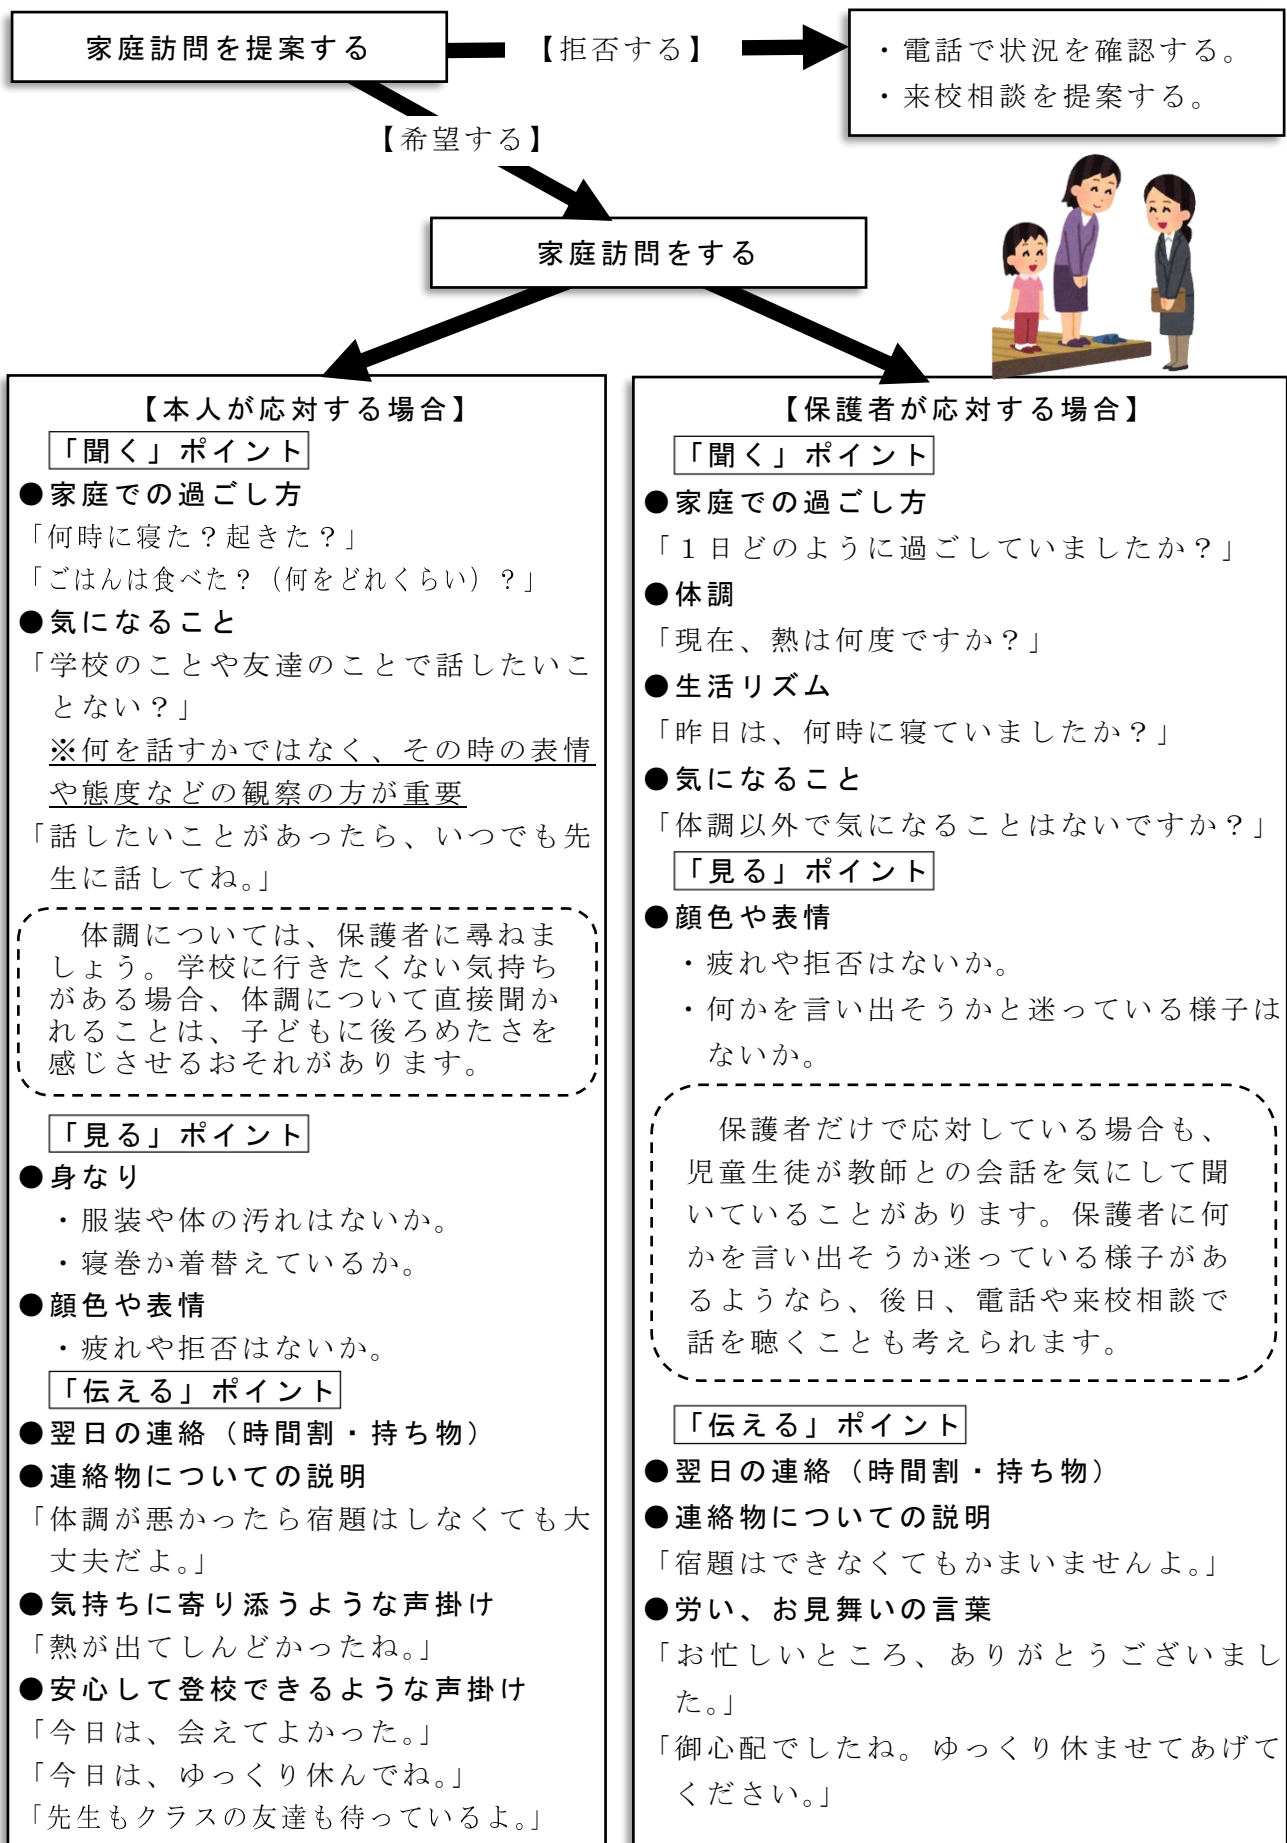 家庭訪問を提案する
【拒否する】
・電話で状況を確認する。
・来校相談を提案する。
【希望する】
家庭訪問をする
【本人が応対する場合】
「聞く」ポイント
●家庭での過ごし方
「何時に寝た？起きた？」
「ごはんは食べた？（何をどれくらい）？」
●気になること
「学校のことや友達のことで話したいこ
とない？」
※何を話すかではなく、その時の表情
や態度などの観察の方が重要
「話したいことがあったら、いつでも先
生に話してね。」
体調については、保護者に尋ねま
しょう。学校に行きたくない気持ち
がある場合、体調について直接聞か
れることは、子どもに後ろめたさを
感じさせるおそれがあります。
「見る」ポイント
●身なり
・服装や体の汚れはないか。
・寝巻か着替えているか。
●顔色や表情
・疲れや拒否はないか。
「伝える」ポイント
●翌日の連絡（時間割・持ち物）
●連絡物についての説明
「体調が悪かったら宿題はしなくても大
丈夫だよ。」
●気持ちに寄り添うような声掛け
「熱が出てしんどかったね。」
●安心して登校できるような声掛け
「今日は、会えてよかった。」
「今日は、ゆっくり休んでね。」
「先生もクラスの友達も待っているよ。」
【保護者が応対する場合】
「聞く」ポイント
●家庭での過ごし方
「１日どのように過ごしていましたか？」
●体調
「現在、熱は何度ですか？」
●生活リズム
「昨日は、何時に寝ていましたか？」
●気になること
「体調以外で気になることはないですか？」
「見る」ポイント
●顔色や表情
・疲れや拒否はないか。
・何かを言い出そうかと迷っている様子は
ないか。
保護者だけで応対している場合も、
児童生徒が教師との会話を気にして聞
いていることがあります。保護者に何
かを言い出そうか迷っている様子があ
るようなら、後日、電話や来校相談で
話を聴くことも考えられます。
「伝える」ポイント
●翌日の連絡（時間割・持ち物）
●連絡物についての説明
「宿題はできなくてもかまいませんよ。」
●労い、お見舞いの言葉
「お忙しいところ、ありがとうございまし
た。」
「御心配でしたね。ゆっくり休ませてあげて
ください。」